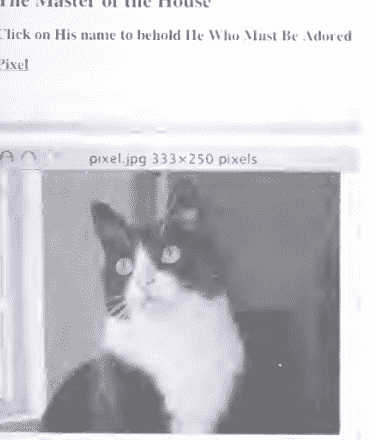 The Master of the House
Click on His name to behold He Who Must Be Adored
Pixel
pixel.jpg 333×250 pixels